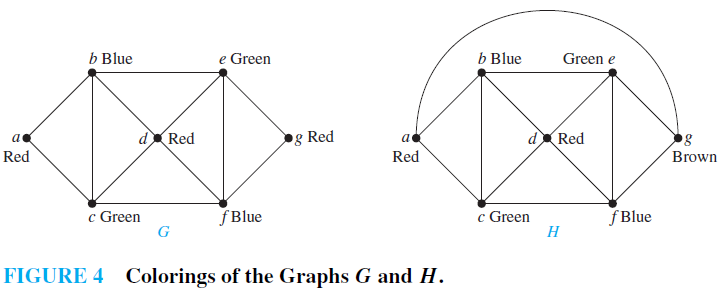 b Blue
e Green
a
Red
d Red
g Red
c Green
f Blue
G
b Blue
Green e
a
Red
d Red
g
Brown
c Green
f Blue
H
FIGURE 4 Colorings of the Graphs G and H.